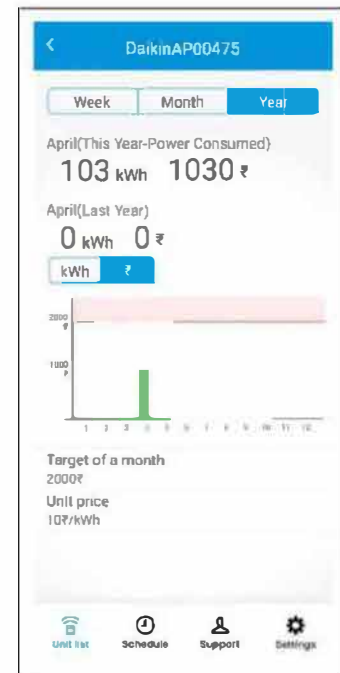 DaikinAP00475
Week Month Year
April(This Year-Power Consumed)
103 kWh 1030 ₹
April(Last Year)
0 kWh 0 ₹
kWh ₹
2000
₹
1000
₹
1 2 3 4 5 6 7 8 9 10 11 12
Target of a month
2000₹
Unit price
10₹/kWh
Unit list Schedule Support Settings